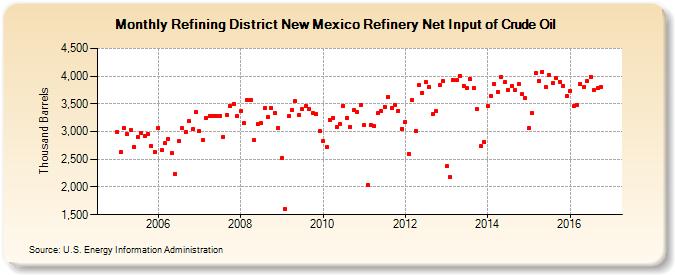 Monthly Refining District New Mexico Refinery Net Input of Crude Oil
Thousand Barrels
4,500
4,000
3,500
3,000
2,500
2,000
1,500
2006 2008 2010 2012 2014 2016
Source: U.S. Energy Information Administration